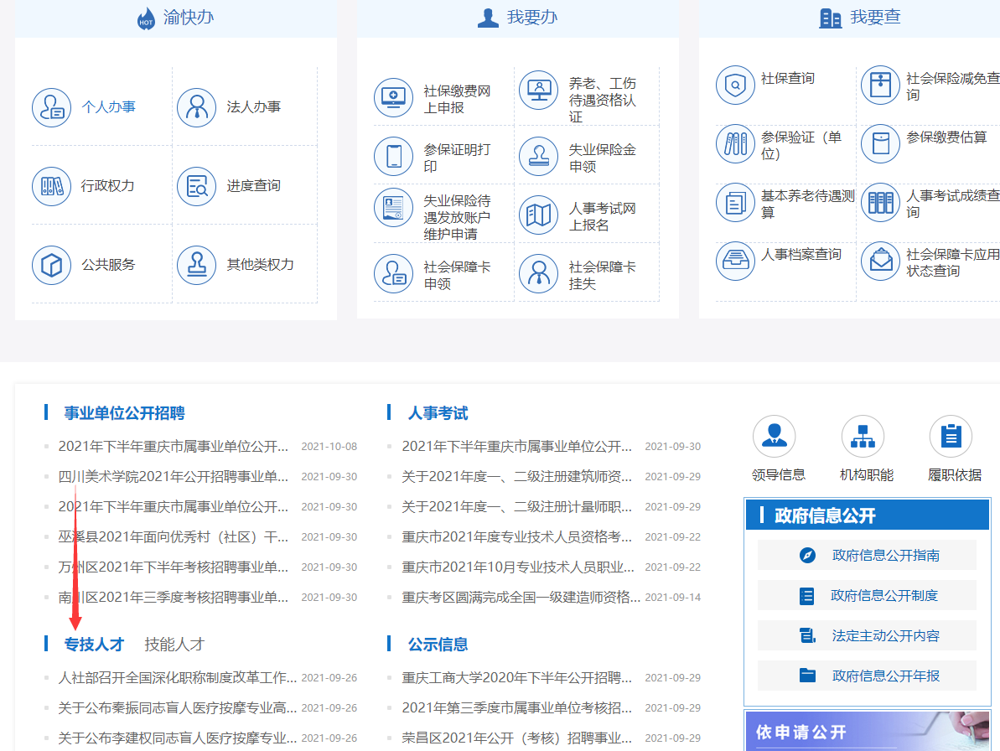 HOT 渝快办
我要办
我要查
个人办事
法人办事
行政权力
进度查询
公共服务
其他类权力
社保缴费网
上申报
养老、工伤
待遇资格认
证
参保证明打
印
失业保险金
申领
失业保险待
遇发放账户
维护申请
人事考试网
上报名
社会保障卡
申领
社会保障卡
挂失
社保查询
社会保险减免查
询
参保验证（单
位）
参保缴费估算
基本养老待遇测
算
人事考试成绩查
询
人事档案查询
社会保障卡应用
状态查询
事业单位公开招聘
2021年下半年重庆市属事业单位公开... 2021-10-08
四川美术学院2021年公开招聘事业单... 2021-09-30
2021年下半年重庆市属事业单位公开... 2021-09-30
巫溪县2021年面向优秀村（社区）干... 2021-09-30
万州区2021年下半年考核招聘事业单... 2021-09-30
南川区2021年三季度考核招聘事业单... 2021-09-30
人事考试
2021年下半年重庆市属事业单位公开... 2021-09-30
关于2021年度一、二级注册建筑师资... 2021-09-29
关于2021年度一、二级注册计量师职... 2021-09-29
重庆市2021年度专业技术人员资格考... 2021-09-22
重庆市2021年10月专业技术人员职业... 2021-09-22
重庆考区圆满完成全国一级建造师资格... 2021-09-14
专技人才 技能人才
人社部召开全国深化职称制度改革工作... 2021-09-26
关于公布秦振同志盲人医疗按摩专业高... 2021-09-26
关于公布李建权同志盲人医疗按摩专业... 2021-09-26
公示信息
重庆工商大学2020年下半年公开招聘... 2021-09-29
2021年第三季度市属事业单位考核招... 2021-09-29
荣昌区2021年公开（考核）招聘事业... 2021-09-29
领导信息
机构职能
履职依据
政府信息公开
政府信息公开指南
政府信息公开制度
法定主动公开内容
政府信息公开年报
依申请公开